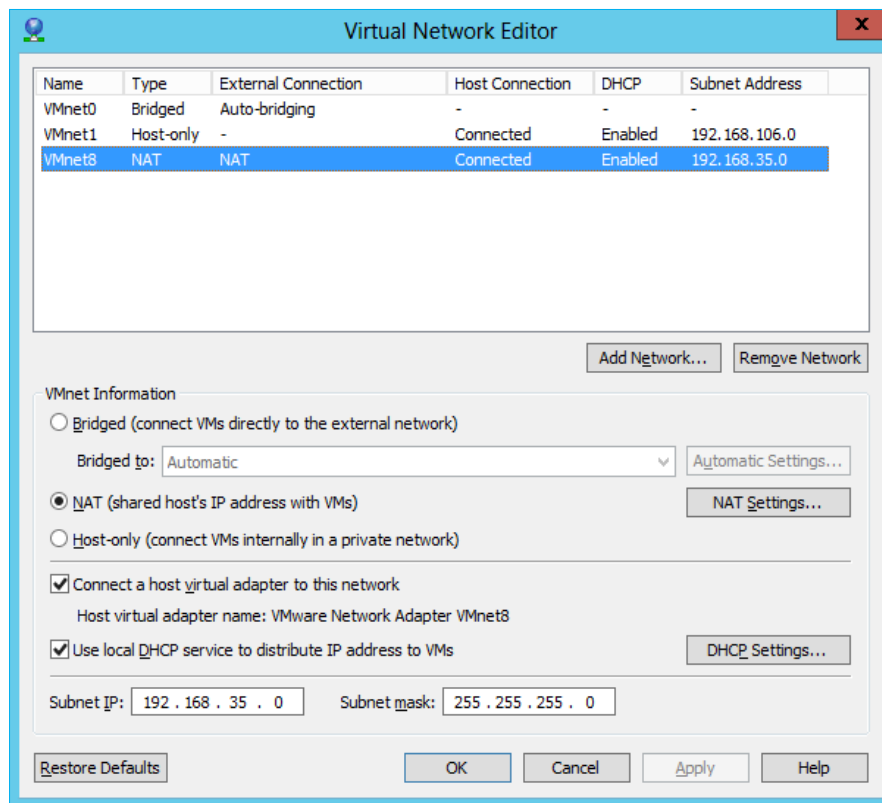 Virtual Network Editor
x
Name Type External Connection Host Connection DHCP Subnet Address
VMnet0 Bridged Auto-bridging - - -
VMnet1 Host-only - Connected Enabled 192.168.106.0
VMnet8 NAT NAT Connected Enabled 192.168.35.0
Add Network... Remove Network
VMnet Information
Bridged (connect VMs directly to the external network)
Bridged to: Automatic Automatic Settings...
NAT (shared host's IP address with VMs) NAT Settings...
Host-only (connect VMs internally in a private network)
Connect a host virtual adapter to this network
Host virtual adapter name: VMware Network Adapter VMnet8
Use local DHCP service to distribute IP address to VMs DHCP Settings...
Subnet IP: 192 . 168 . 35 . 0 Subnet mask: 255 . 255 . 255 . 0
Restore Defaults OK Cancel Apply Help